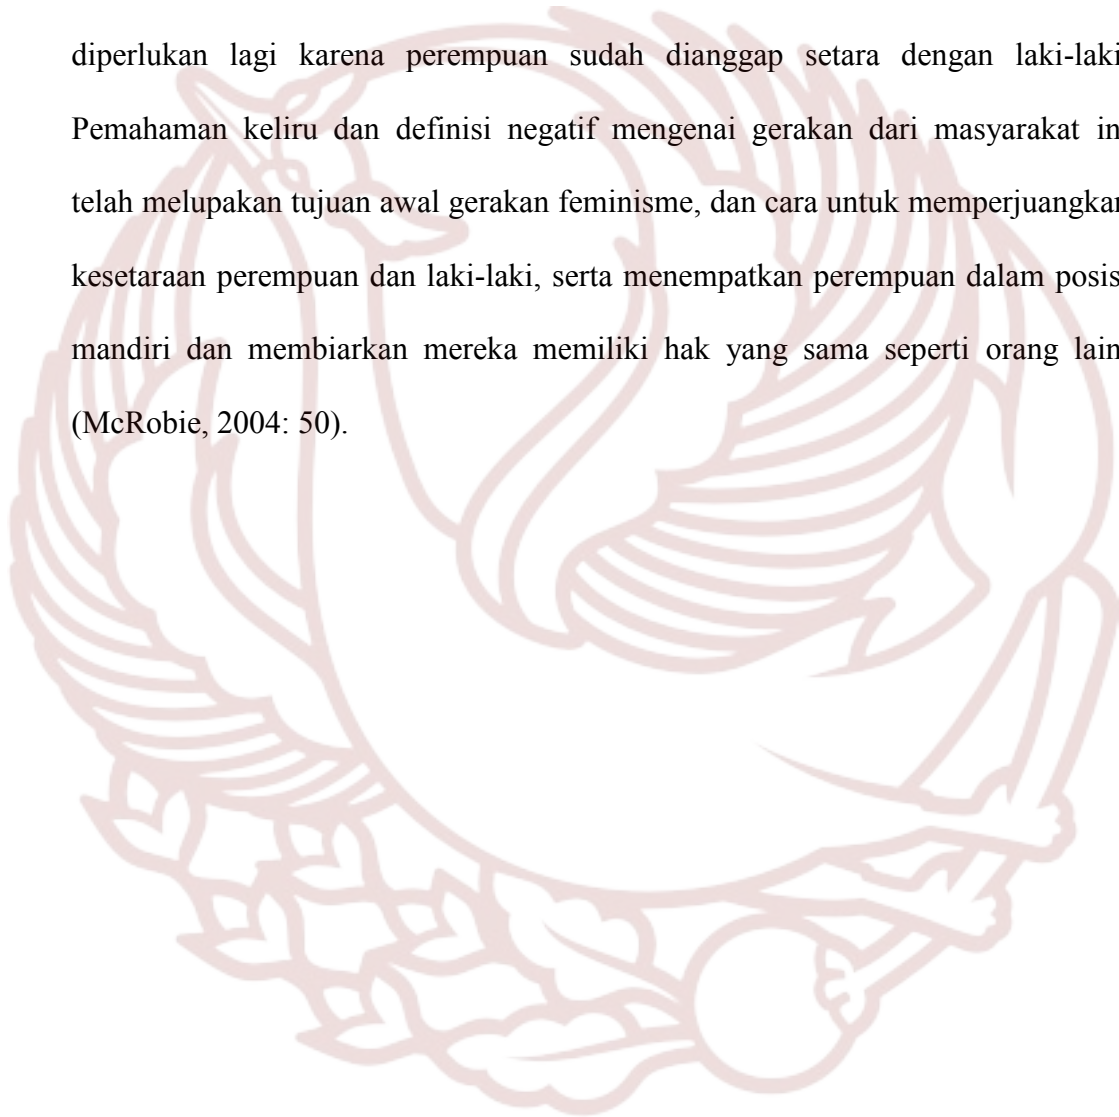 diperlukan lagi karena perempuan sudah dianggap setara dengan laki-laki
Pemahaman keliru dan definisi negatif mengenai gerakan dari masyarakat in
telah melupakan tujuan awal gerakan feminisme, dan cara untuk memperjuangkan
kesetaraan perempuan dan laki-laki, serta menempatkan perempuan dalam posis
mandiri dan membiarkan mereka memiliki hak yang sama seperti orang lain
(McRobie, 2004: 50).